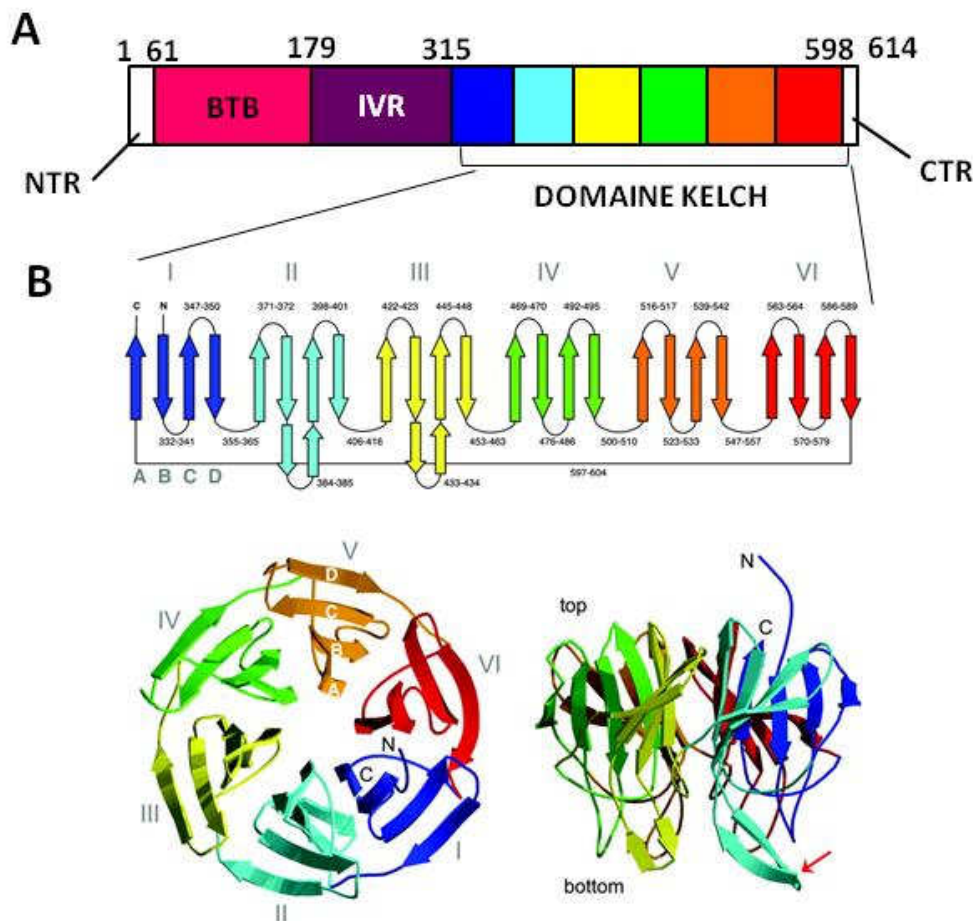 A
1 61 179 315 598 614
BTB IVR
NTR CTR
DOMAINE KELCH
B
I II III IV V VI
C N 347-350 371-372 398-401 422-423 445-448 469-470 492-495 516-517 539-542 563-564 586-589
332-341 355-365 406-416 453-463 476-486 500-510 523-533 547-557 570-579
A B C D 384-385 433-434 597-604
V
D
C
B
A
IV VI
N
C
III I
II
N
top C
bottom